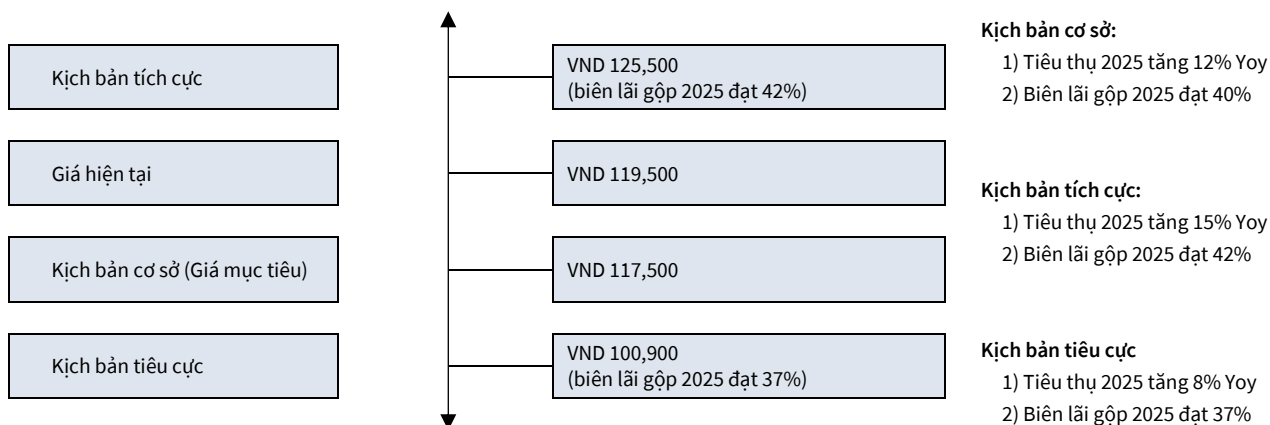 Kịch bản tích cực
VND 125,500
(biên lãi gộp 2025 đạt 42%)
Giá hiện tại
VND 119,500
Kịch bản cơ sở (Giá mục tiêu)
VND 117,500
Kịch bản tiêu cực
VND 100,900
(biên lãi gộp 2025 đạt 37%)
Kịch bản cơ sở:
1) Tiêu thụ 2025 tăng 12% Yoy
2) Biên lãi gộp 2025 đạt 40%
Kịch bản tích cực:
1) Tiêu thụ 2025 tăng 15% Yoy
2) Biên lãi gộp 2025 đạt 42%
Kịch bản tiêu cực
1) Tiêu thụ 2025 tăng 8% Yoy
2) Biên lãi gộp 2025 đạt 37%